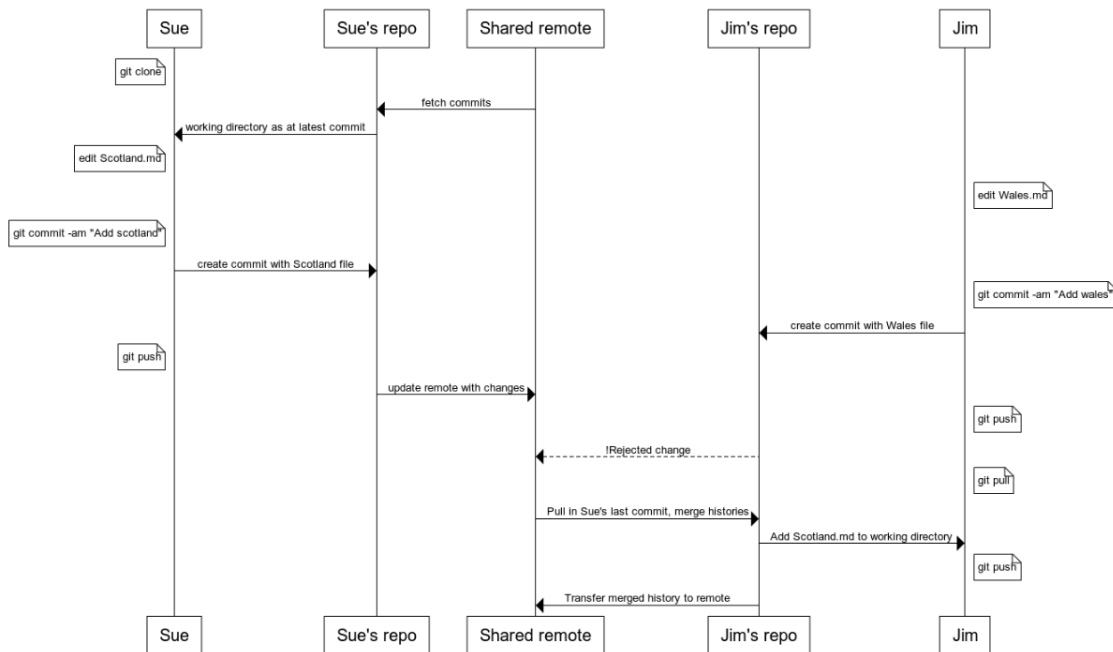 Sue
Sue's repo
Shared remote
Jim's repo
Jim
git clone
fetch commits
working directory as at latest commit
edit Scotland.md
edit Wales.md
git commit -am "Add scotland"
create commit with Scotland file
git commit -am "Add wales"
create commit with Wales file
git push
update remote with changes
git push
!Rejected change
git pull
Pull in Sue's last commit, merge histories
Add Scotland.md to working directory
git push
Transfer merged history to remote
Sue
Sue's repo
Shared remote
Jim's repo
Jim